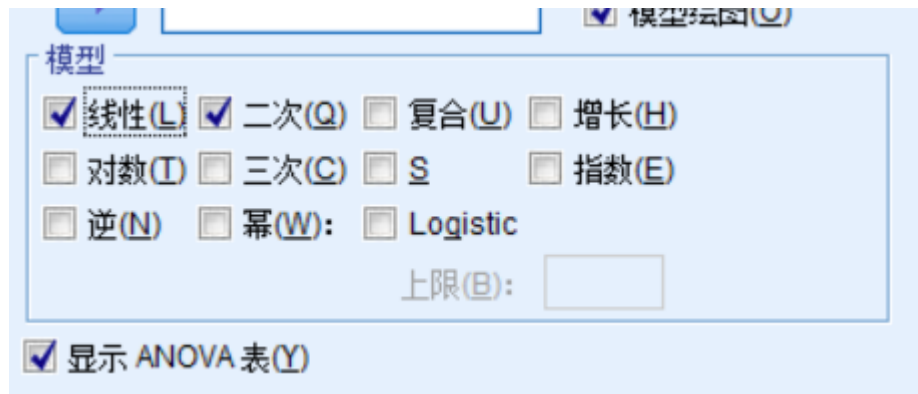 模型绘图(O)
模型
线性(L) 二次(Q) 复合(U) 增长(H)
对数(T) 三次(C) S 指数(E)
逆(N) 幂(W): Logistic
上限(B):
显示 ANOVA 表(Y)